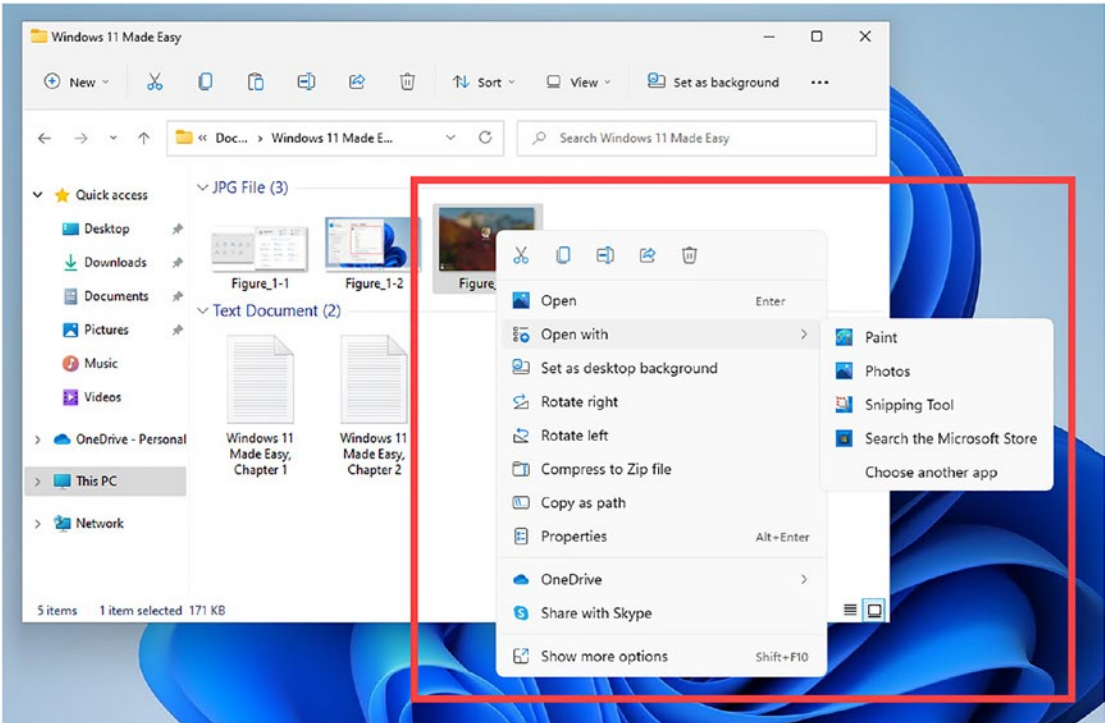 Windows 11 Made Easy
New
Sort
View
Set as background
Doc... > Windows 11 Made E...
Search Windows 11 Made Easy
Quick access
Desktop
Downloads
Documents
Pictures
Music
Videos
OneDrive - Personal
This PC
Network
JPG File (3)
Figure_1-1
Figure_1-2
Figure_
Text Document (2)
Windows 11
Made Easy,
Chapter 1
Windows 11
Made Easy,
Chapter 2
Open Enter
Open with
Set as desktop background
Rotate right
Rotate left
Compress to Zip file
Copy as path
Properties Alt+Enter
OneDrive
Share with Skype
Show more options Shift+F10
Paint
Photos
Snipping Tool
Search the Microsoft Store
Choose another app
5 items 1 item selected 171 KB